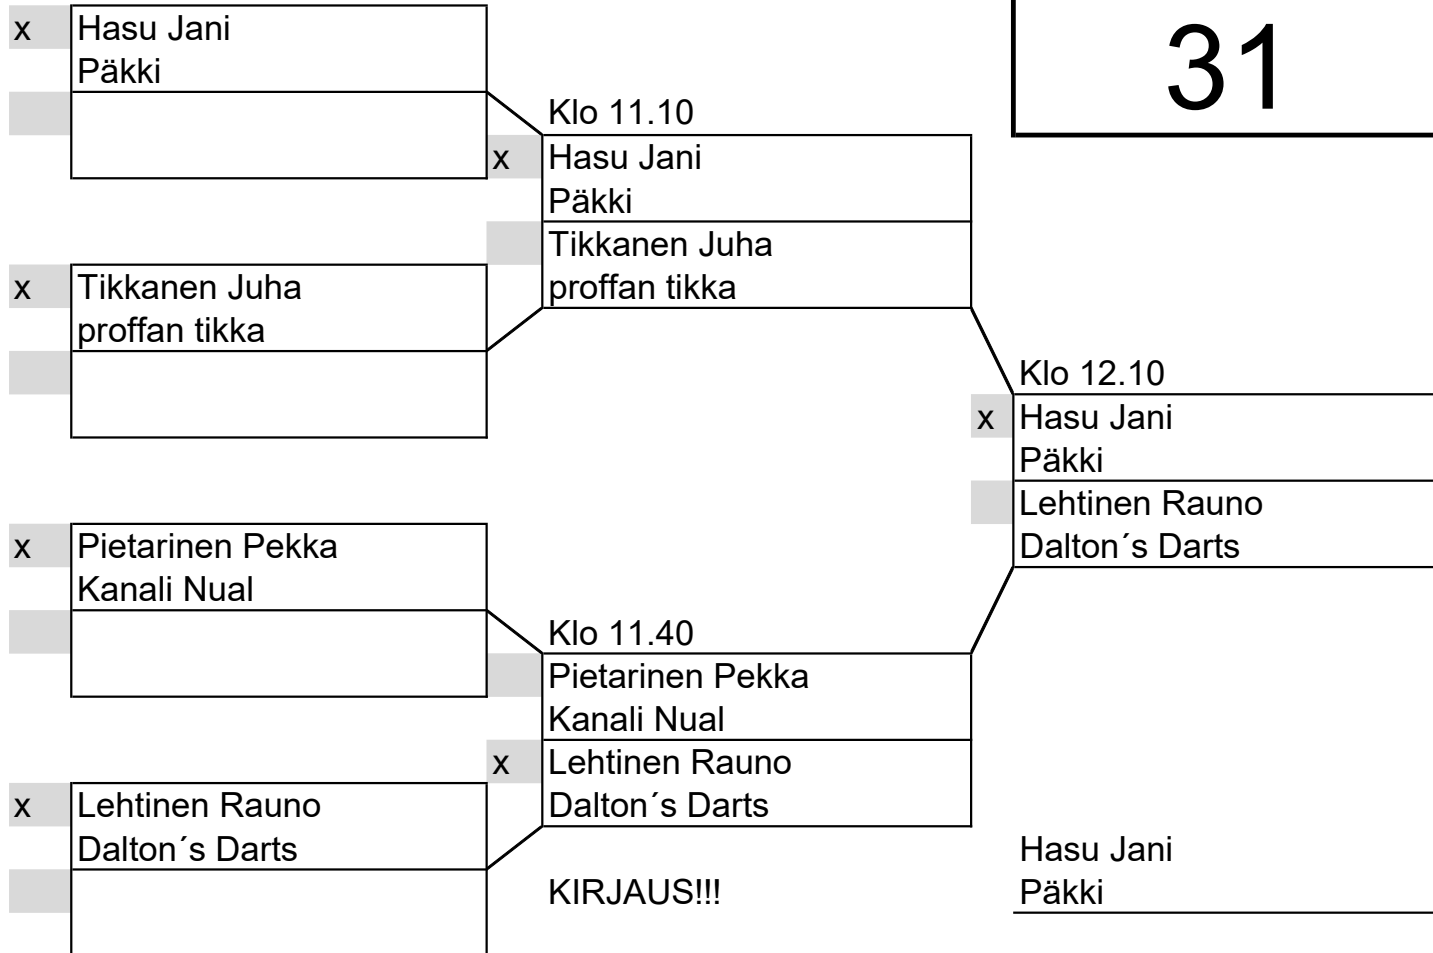 x Hasu Jani
Päkki
x Tikkanen Juha
proffan tikka
x Pietarinen Pekka
Kanali Nual
x Lehtinen Rauno
Dalton´s Darts
Klo 11.10
x Hasu Jani
Päkki
Tikkanen Juha
proffan tikka
Klo 11.40
Pietarinen Pekka
Kanali Nual
x Lehtinen Rauno
Dalton´s Darts
KIRJAUS!!!
31
Klo 12.10
x Hasu Jani
Päkki
Lehtinen Rauno
Dalton´s Darts
Hasu Jani
Päkki